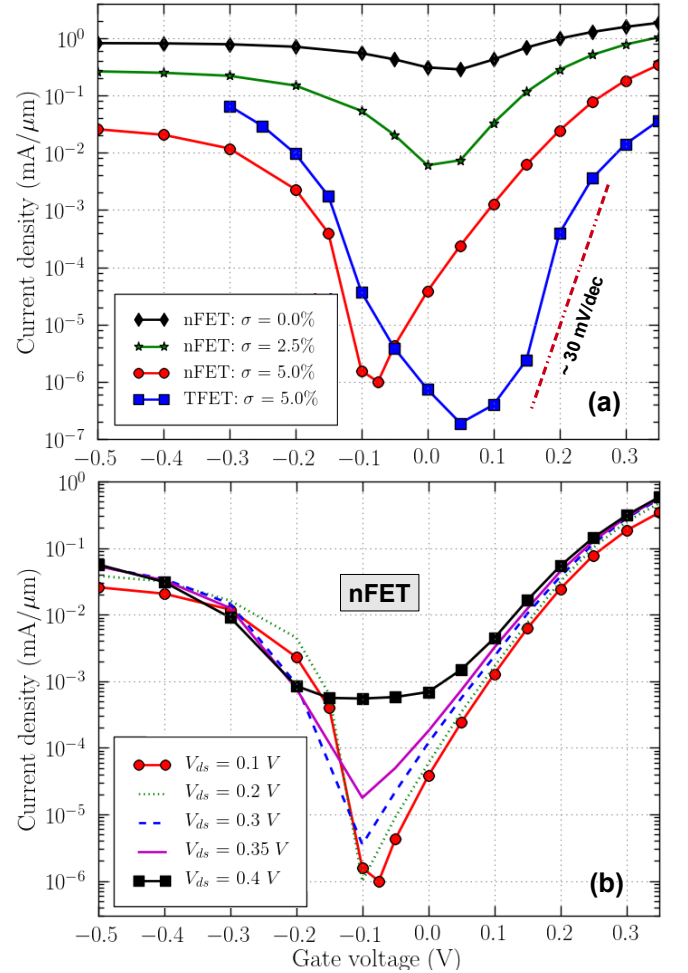 10^0
10^−1
10^−2
10^−3
10^−4
10^−5
10^−6
10^−7
Current density (mA/μm)
nFET: σ = 0.0%
nFET: σ = 2.5%
nFET: σ = 5.0%
TFET: σ = 5.0%
~ 30 mV/dec
(a)
−0.5 −0.4 −0.3 −0.2 −0.1 0.0 0.1 0.2 0.3
10^0
10^−1
10^−2
10^−3
10^−4
10^−5
10^−6
Current density (mA/μm)
nFET
V_ds = 0.1 V
V_ds = 0.2 V
V_ds = 0.3 V
V_ds = 0.35 V
V_ds = 0.4 V
(b)
−0.5 −0.4 −0.3 −0.2 −0.1 0.0 0.1 0.2 0.3
Gate voltage (V)